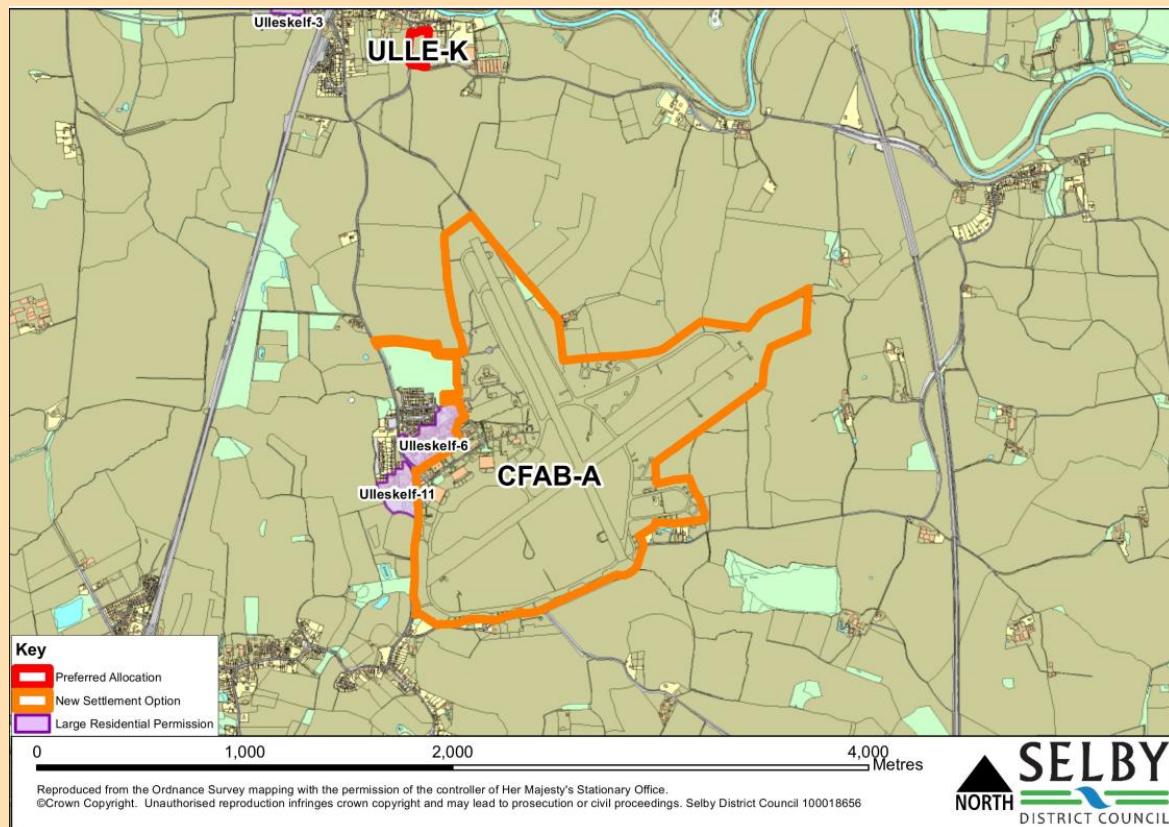 Ulleskelf-3
ULLE-K
Ulleskelf-6
CFAB-A
Ulleskelf-11
Key
Preferred Allocation
New Settlement Option
Large Residential Permission
0 1,000 2,000 4,000
Metres
Reproduced from the Ordnance Survey mapping with the permission of the controller of Her Majesty's Stationary Office.
©Crown Copyright. Unauthorised reproduction infringes crown copyright and may lead to prosecution or civil proceedings. Selby District Council 100018656
NORTH
SELBY
DISTRICT COUNCIL